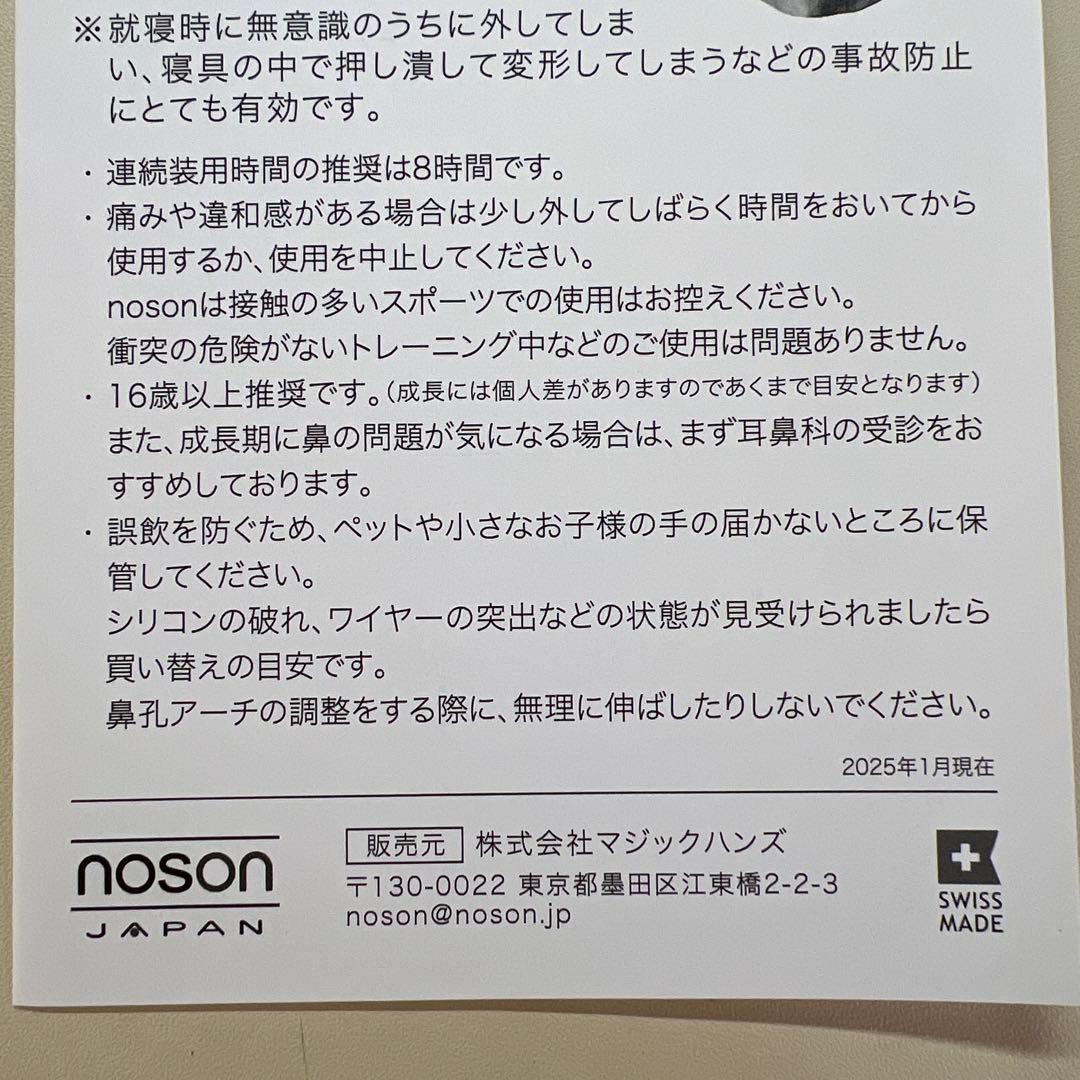 ※就寝時に無意識のうちに外してしま
い、寝具の中で押し潰して変形してしまうなどの事故防止
にとても有効です。
・連続装用時間の推奨は8時間です。
・痛みや違和感がある場合は少し外してしばらく時間をおいてから
使用するか、使用を中止してください。
nosonは接触の多いスポーツでの使用はお控えください。
衝突の危険がないトレーニング中などのご使用は問題ありません。
・16歳以上推奨です。(成長には個人差がありますのであくまで目安となります)
また、成長期に鼻の問題が気になる場合は、まず耳鼻科の受診をお
すすめしております。
・誤飲を防ぐため、ペットや小さなお子様の手の届かないところに保
管してください。
シリコンの破れ、ワイヤーの突出などの状態が見受けられましたら
買い替えの目安です。
鼻孔アーチの調整をする際に、無理に伸ばしたりしないでください。
2025年1月現在
noson
JAPAN
販売元 株式会社マジックハンズ
〒130-0022 東京都墨田区江東橋2-2-3
noson@noson.jp
SWISS
MADE